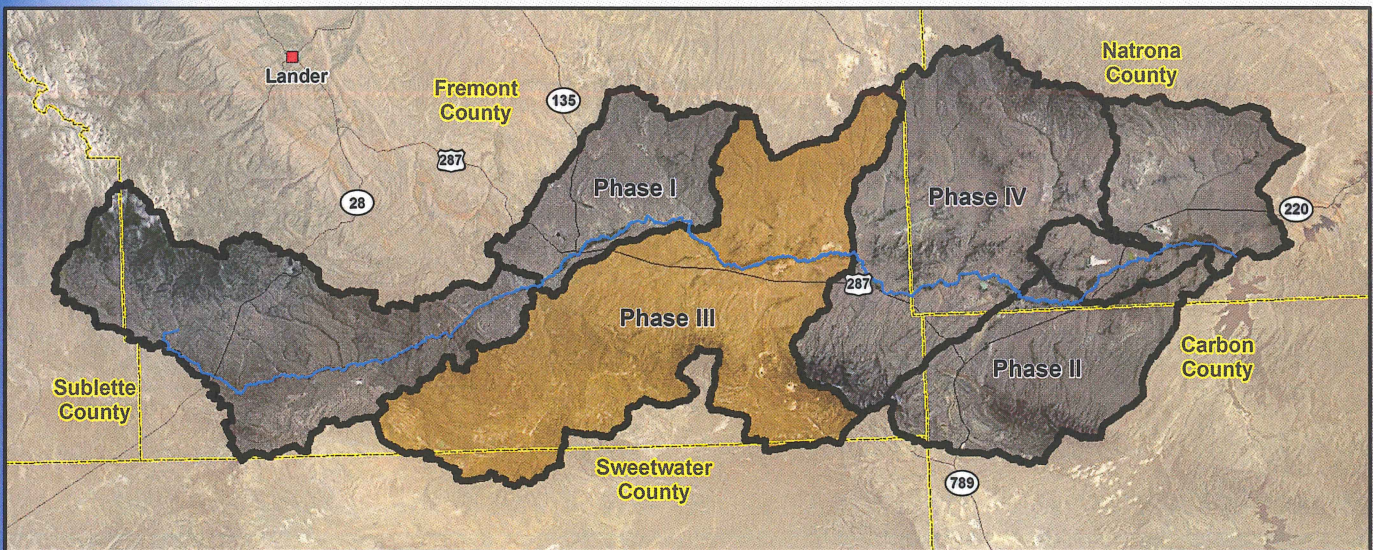 Natrona
County
Lander
Fremont
County
135
287
28
Phase I
Phase IV
220
287
Phase III
Carbon
County
Phase II
Sublette
County
Sweetwater
County
789